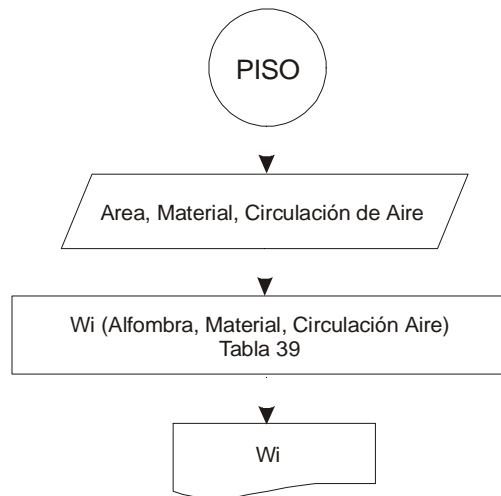 PISO
Area, Material, Circulación de Aire
Wi (Alfombra, Material, Circulación Aire)
Tabla 39
Wi